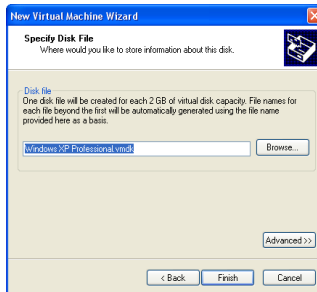 New Virtual Machine Wizard
Specify Disk File
Where would you like to store information about this disk.
Disk file
One disk file will be created for each 2 GB of virtual disk capacity. File names for
each file beyond the first will be automatically generated using the file name
provided here as a basis.
Windows XP Professional.vmdk
Browse...
Advanced >>
< Back
Finish
Cancel